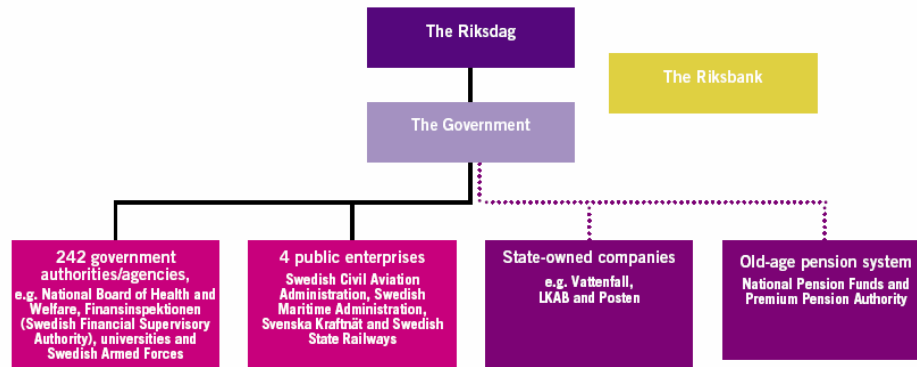 The Riksdag
The Riksbank
The Government
242 government
authorities/agencies,
e.g. National Board of Health and
Welfare, Finansinspektionen
(Swedish Financial Supervisory
Authority), universities and
Swedish Armed Forces
4 public enterprises
Swedish Civil Aviation
Administration, Swedish
Maritime Administration,
Svenska Kraftnät and Swedish
State Railways
State-owned companies
e.g. Vattenfall,
LKAB and Posten
Old-age pension system
National Pension Funds and
Premium Pension Authority